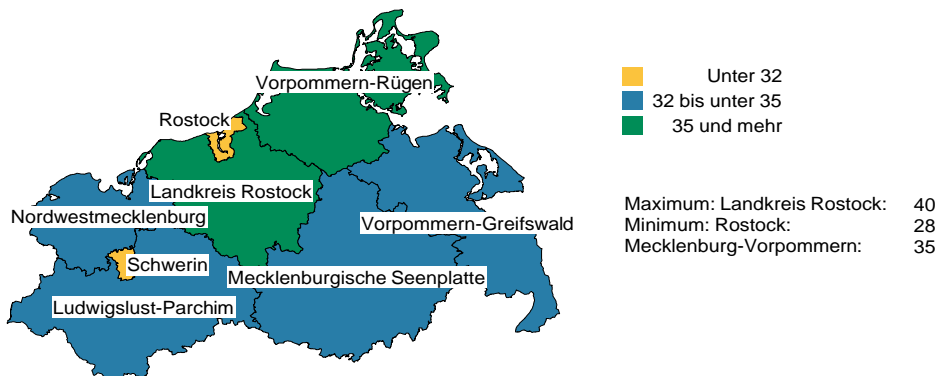 Vorpommern-Rügen
Rostock
Landkreis Rostock
Nordwestmecklenburg
Vorpommern-Greifswald
Schwerin
Mecklenburgische Seenplatte
Ludwigslust-Parchim
Unter 32
32 bis unter 35
35 und mehr
Maximum: Landkreis Rostock: 40
Minimum: Rostock: 28
Mecklenburg-Vorpommern: 35